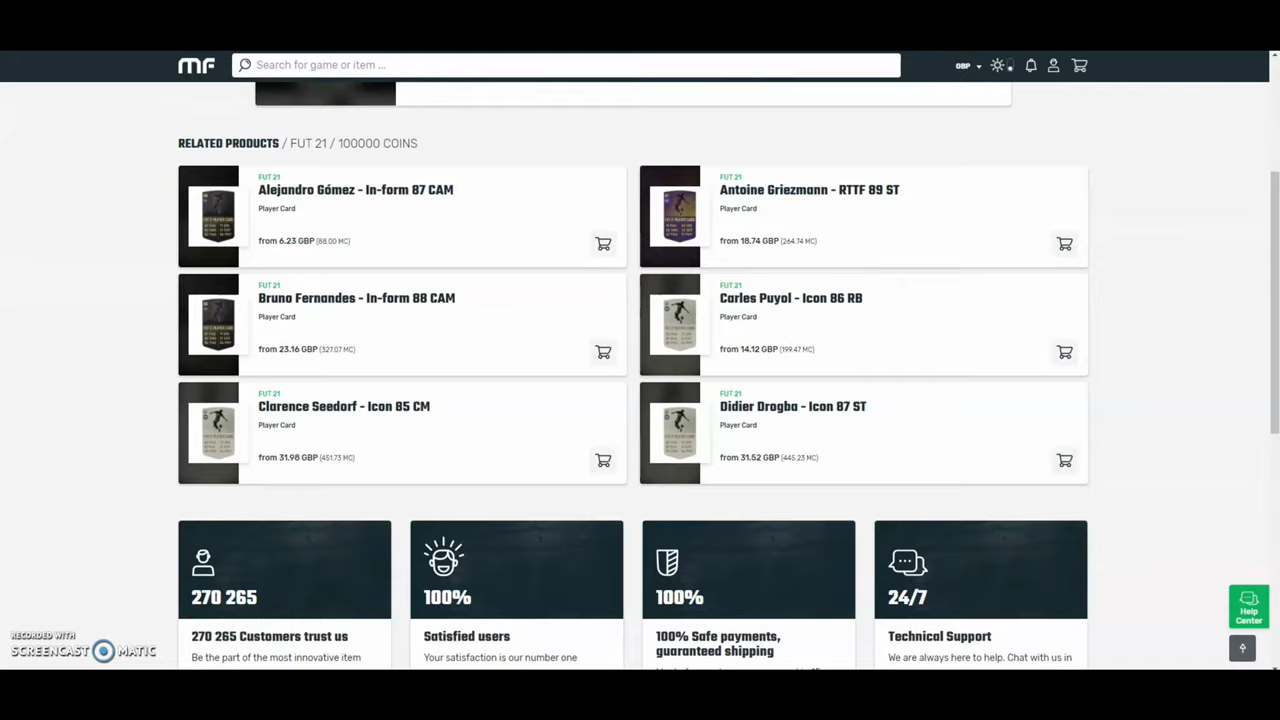 MF
Search for game or item ...
GBP
RELATED PRODUCTS / FUT 21 / 100000 COINS
FUT 21
Alejandro Gómez - In-form 87 CAM
Player Card
from 6.23 GBP (88.00 MC)
FUT 21
Antoine Griezmann - RTTF 89 ST
Player Card
from 18.74 GBP (264.74 MC)
FUT 21
Bruno Fernandes - In-form 88 CAM
Player Card
from 23.16 GBP (327.07 MC)
FUT 21
Carles Puyol - Icon 86 RB
Player Card
from 14.12 GBP (199.47 MC)
FUT 21
Clarence Seedorf - Icon 85 CM
Player Card
from 31.98 GBP (451.73 MC)
FUT 21
Didier Drogba - Icon 87 ST
Player Card
from 31.52 GBP (445.23 MC)
270 265
270 265 Customers trust us
Be the part of the most innovative item
100%
Satisfied users
Your satisfaction is our number one
100%
100% Safe payments,
guaranteed shipping
24/7
Technical Support
We are always here to help. Chat with us in
Help
Center
RECORDED WITH
SCREENCAST MATIC